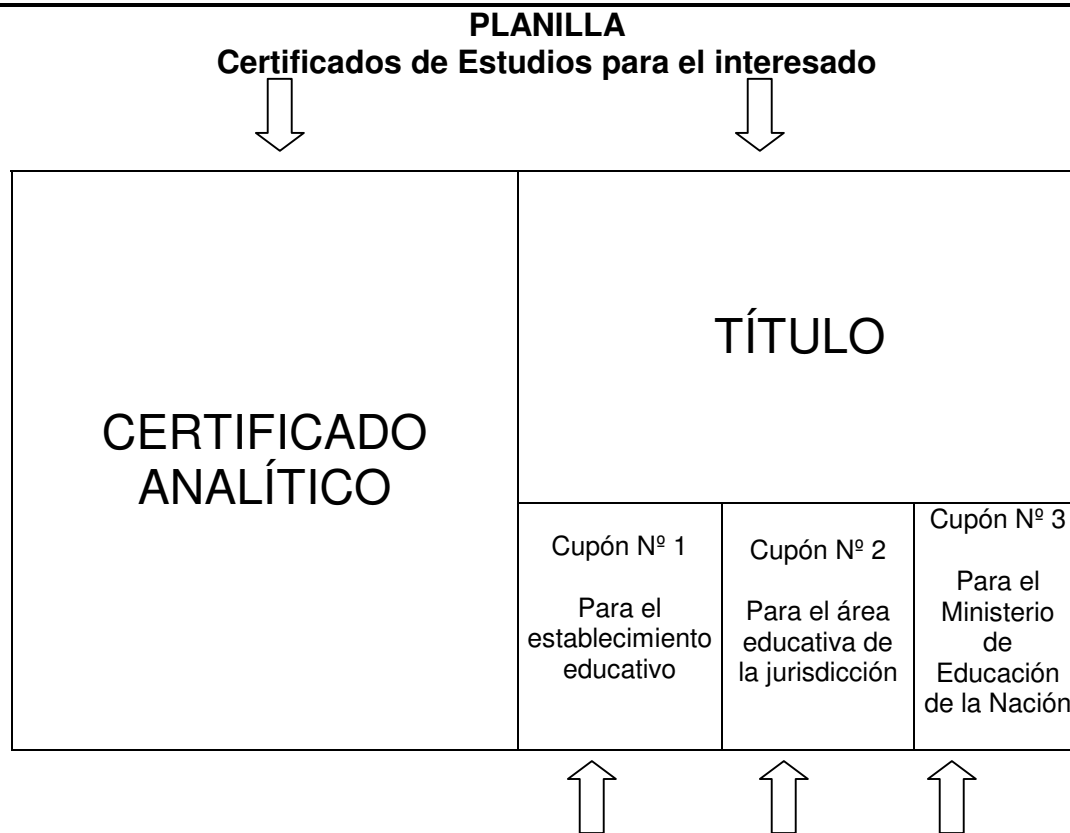 PLANILLA
Certificados de Estudios para el interesado
CERTIFICADO
ANALÍTICO
TÍTULO
Cupón Nº 1
Para el
establecimiento
educativo
Cupón Nº 2
Para el área
educativa de
la jurisdicción
Cupón Nº 3
Para el
Ministerio
de
Educación
de la Nación